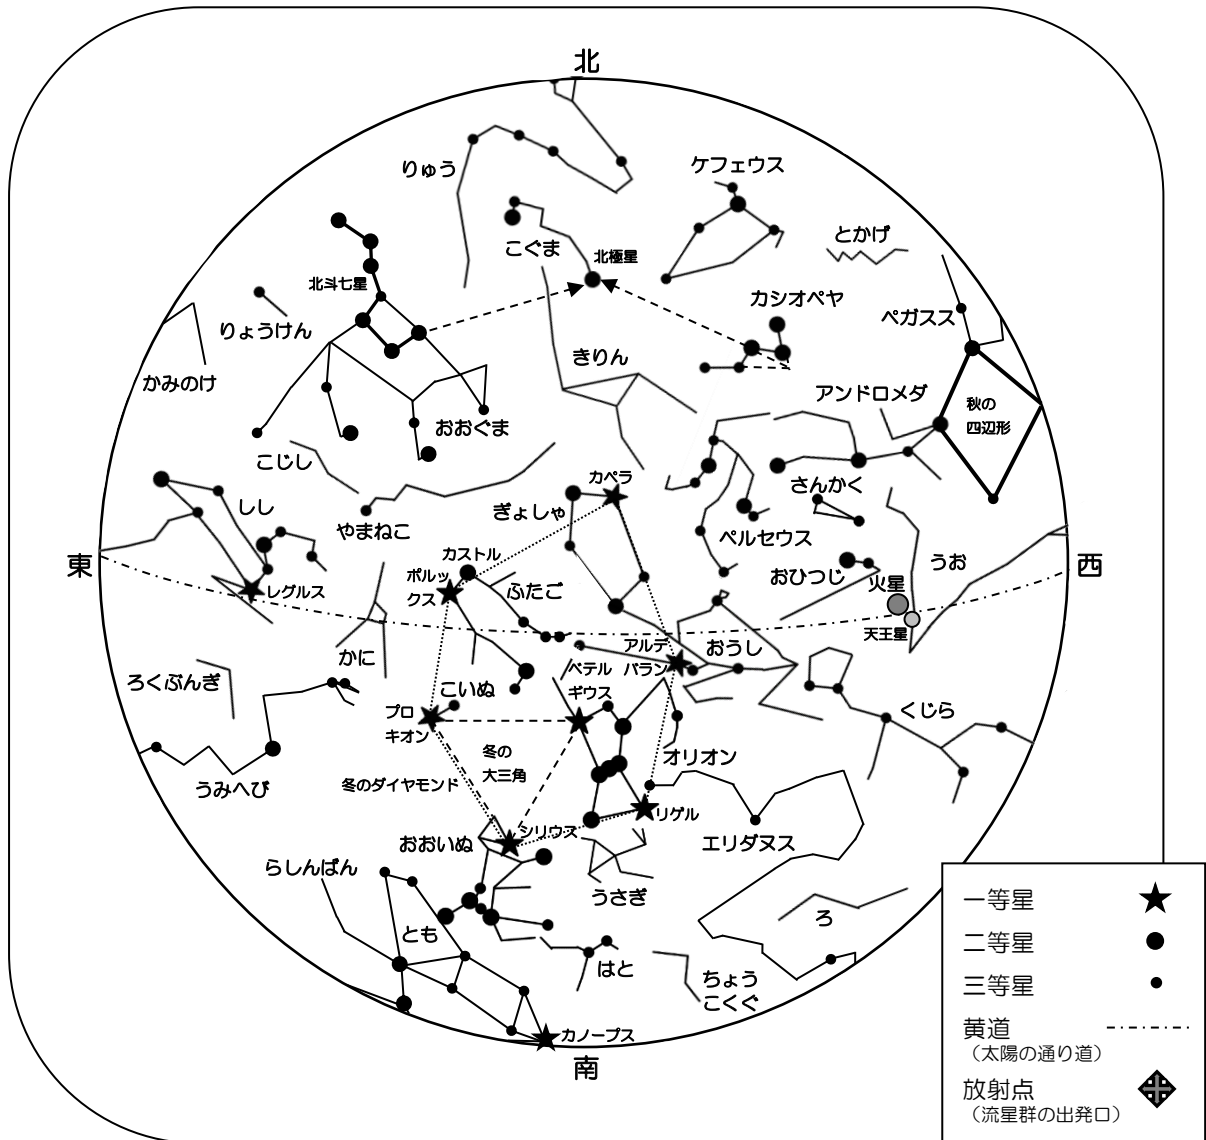 北
りゅう
ケフェウス
とかげ
こぐま
北極星
北斗七星
カシオペヤ
ペガスス
りょうけん
きりん
かみのけ
アンドロメダ
秋の
四辺形
おおぐま
こじし
カペラ
さんかく
しし
ぎょしゃ
やまねこ
ペルセウス
カストル
東
西
ポルッ
クス
ふたご
おひつじ
うお
火星
レグルス
天王星
かに
アルデ
バラン
おうし
ろくぶんぎ
こいぬ
ベテル
ギウス
プロ
キオン
くじら
冬の
大三角
オリオン
うみへび
冬のダイヤモンド
リゲル
シリウス
おおいぬ
エリダヌス
らしんばん
うさぎ
ろ
とも
はと
ちょう
こくぐ
カノープス
南
一等星
二等星
三等星
黄道
（太陽の通り道）
放射点
（流星群の出発口）